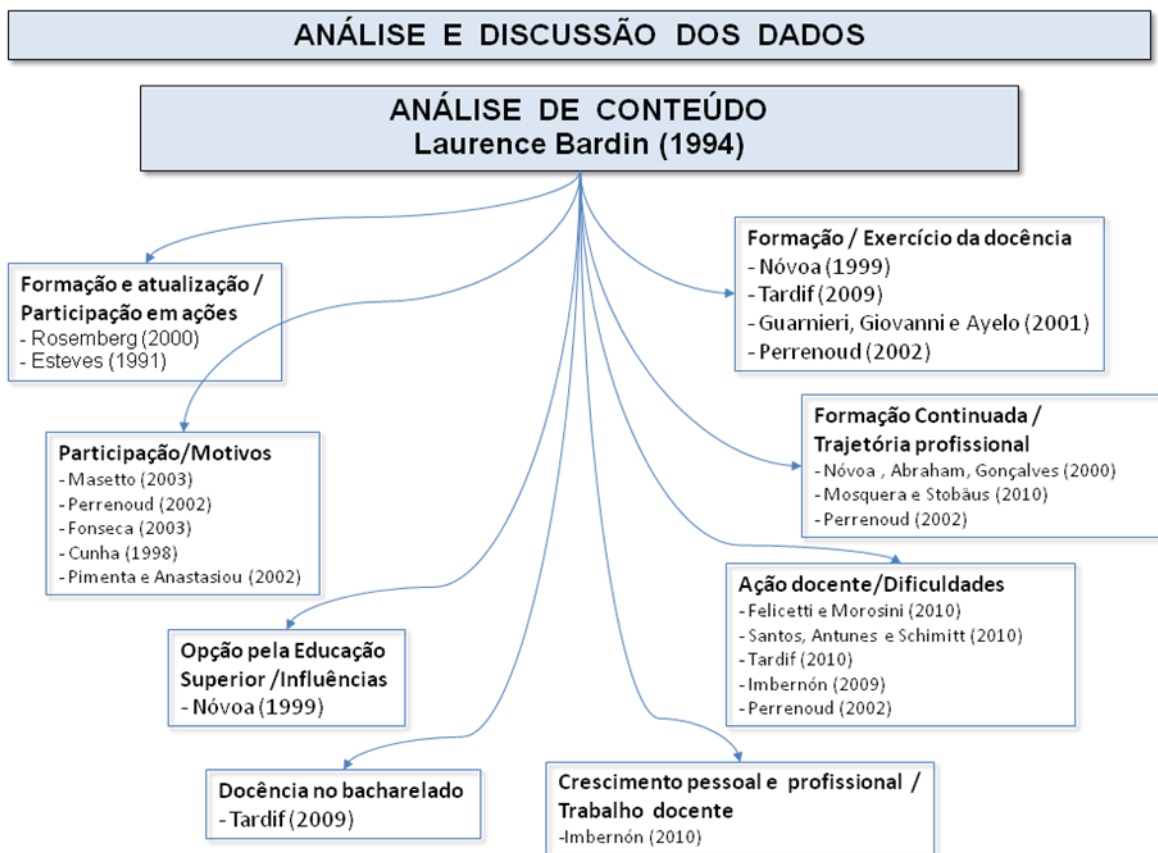 ANÁLISE E DISCUSSÃO DOS DADOS
ANÁLISE DE CONTEÚDO
Laurence Bardin (1994)
Formação e atualização /
Participação em ações
- Rosemberg (2000)
- Esteves (1991)
Participação/Motivos
- Masetto (2003)
- Perrenoud (2002)
- Fonseca (2003)
- Cunha (1998)
- Pimenta e Anastasiou (2002)
Opção pela Educação
Superior /Influências
- Nóvoa (1999)
Docência no bacharelado
- Tardif (2009)
Formação / Exercício da docência
- Nóvoa (1999)
- Tardif (2009)
- Guarnieri, Giovanni e Ayelo (2001)
- Perrenoud (2002)
Formação Continuada /
Trajetória profissional
- Nóvoa , Abraham, Gonçalves (2000)
- Mosquera e Stobäus (2010)
- Perrenoud (2002)
Ação docente/Dificuldades
- Felicetti e Morosini (2010)
- Santos, Antunes e Schimitt (2010)
- Tardif (2010)
- Imbernón (2009)
- Perrenoud (2002)
Crescimento pessoal e profissional /
Trabalho docente
-Imbernón (2010)